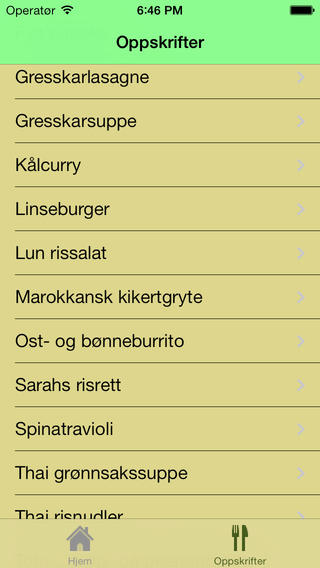 Operator 6:46 PM
Oppskrifter
Gresskarlasagne
Gresskarsuppe
Kålcurry
Linseburger
Lun rissalat
Marokkansk kikertgryte
Ost- og bønneburrito
Sarahs risrett
Spinatravioli
Thai grønnsakssuppe
Thai risnudler
Hjem Oppskrifter